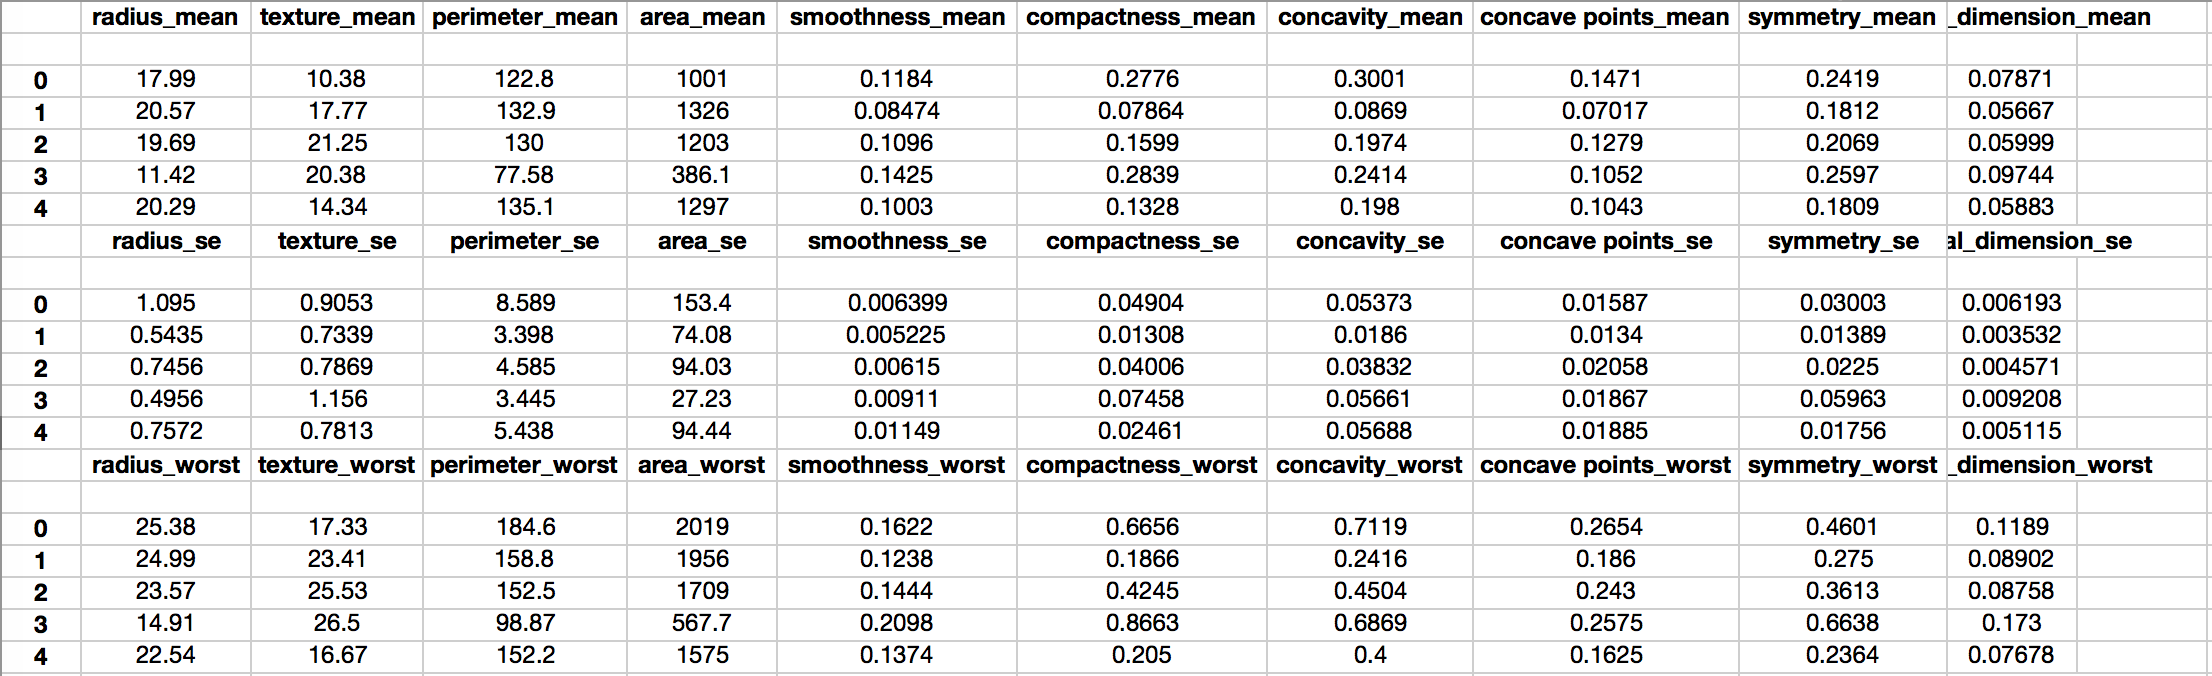 radius_mean texture_mean perimeter_mean area_mean smoothness_mean compactness_mean concavity_mean concave points_mean symmetry_mean _dimension_mean
0 17.99 10.38 122.8 1001 0.1184 0.2776 0.3001 0.1471 0.2419 0.07871
1 20.57 17.77 132.9 1326 0.08474 0.07864 0.0869 0.07017 0.1812 0.05667
2 19.69 21.25 130 1203 0.1096 0.1599 0.1974 0.1279 0.2069 0.05999
3 11.42 20.38 77.58 386.1 0.1425 0.2839 0.2414 0.1052 0.2597 0.09744
4 20.29 14.34 135.1 1297 0.1003 0.1328 0.198 0.1043 0.1809 0.05883
radius_se texture_se perimeter_se area_se smoothness_se compactness_se concavity_se concave points_se symmetry_se al_dimension_se
0 1.095 0.9053 8.589 153.4 0.006399 0.04904 0.05373 0.01587 0.03003 0.006193
1 0.5435 0.7339 3.398 74.08 0.005225 0.01308 0.0186 0.0134 0.01389 0.003532
2 0.7456 0.7869 4.585 94.03 0.00615 0.04006 0.03832 0.02058 0.0225 0.004571
3 0.4956 1.156 3.445 27.23 0.00911 0.07458 0.05661 0.01867 0.05963 0.009208
4 0.7572 0.7813 5.438 94.44 0.01149 0.02461 0.05688 0.01885 0.01756 0.005115
radius_worst texture_worst perimeter_worst area_worst smoothness_worst compactness_worst concavity_worst concave points_worst symmetry_worst _dimension_worst
0 25.38 17.33 184.6 2019 0.1622 0.6656 0.7119 0.2654 0.4601 0.1189
1 24.99 23.41 158.8 1956 0.1238 0.1866 0.2416 0.186 0.275 0.08902
2 23.57 25.53 152.5 1709 0.1444 0.4245 0.4504 0.243 0.3613 0.08758
3 14.91 26.5 98.87 567.7 0.2098 0.8663 0.6869 0.2575 0.6638 0.173
4 22.54 16.67 152.2 1575 0.1374 0.205 0.4 0.1625 0.2364 0.07678